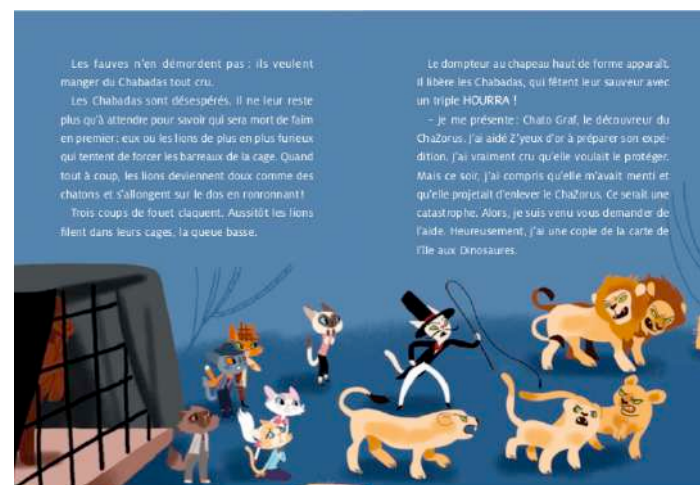 Les fauves n'en démordent pas : ils veulent
manger du Chabadas tout cru.
Les Chabadas sont désespérés. Il ne leur reste
plus qu'à attendre pour savoir qui sera mort de faim
en premier : eux ou les lions de plus en plus furieux
qui tentent de forcer les barreaux de la cage. Quand
tout à coup, les lions deviennent doux comme des
chatons et s'allongent sur le dos en ronronnant !
Trois coups de fouet claquent. Aussitôt les lions
filent dans leurs cages, la queue basse.
Le dompteur au chapeau haut de forme apparaît.
Il libère les Chabadas, qui fêtent leur sauveur avec
un triple HOURRA !
– Je me présente : Chato Graf, le découvreur du
ChaZorus. J'ai aidé Z'yeux d'or à préparer son expé-
dition. J'ai vraiment cru qu'elle voulait le protéger.
Mais ce soir, j'ai compris qu'elle m'avait menti et
qu'elle projetait d'enlever le ChaZorus. Ce serait une
catastrophe. Alors, je suis venu vous demander de
l'aide. Heureusement, j'ai une copie de la carte de
l'île aux Dinosaures.